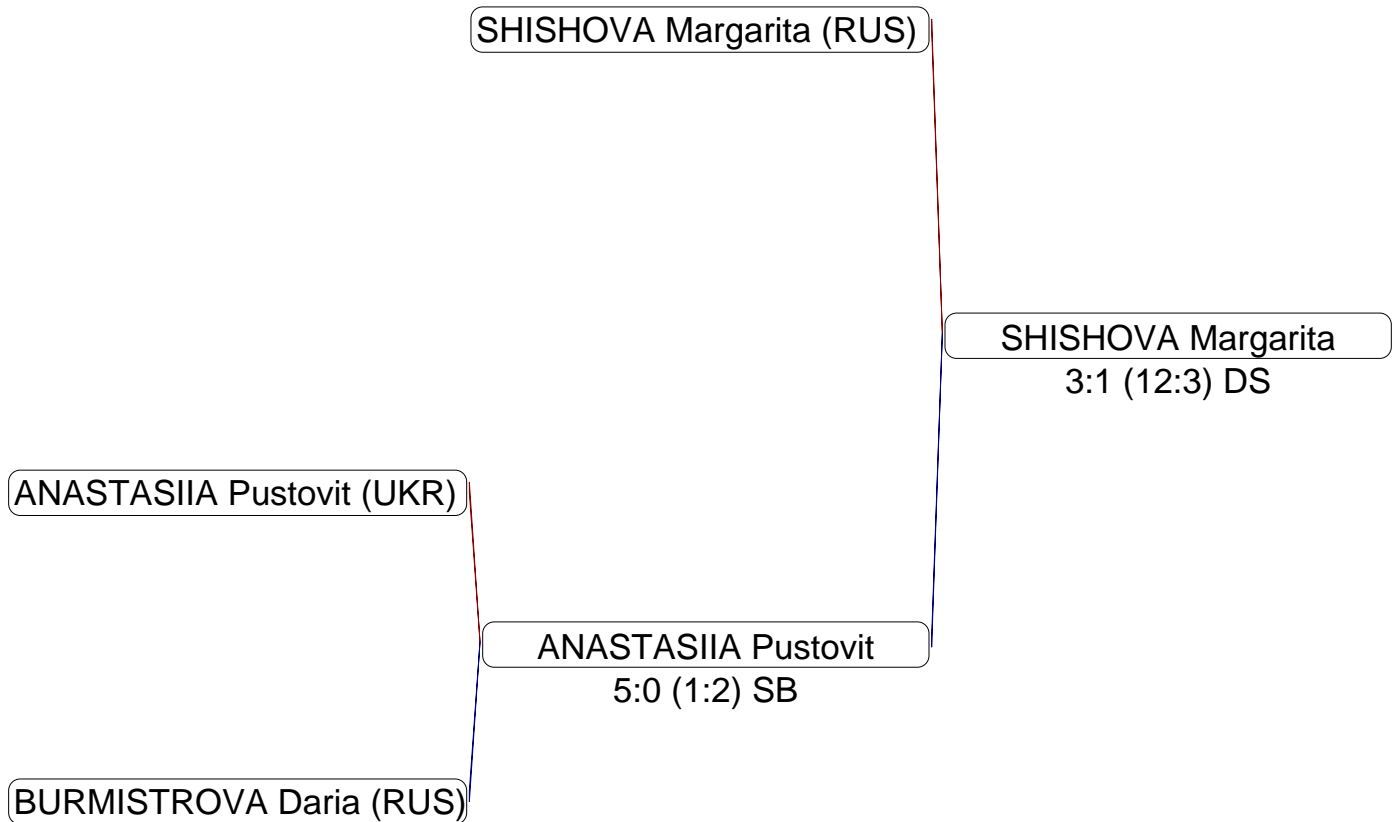 SHISHOVA Margarita (RUS)
SHISHOVA Margarita
3:1 (12:3) DS
ANASTASIIA Pustovit (UKR)
ANASTASIIA Pustovit
5:0 (1:2) SB
BURMISTROVA Daria (RUS)